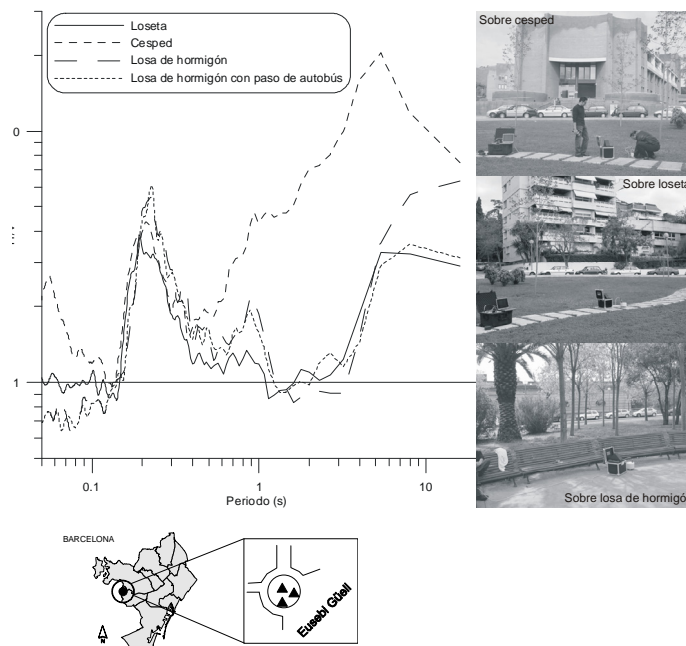 Loseta
Cesped
Losa de hormigón
Losa de hormigón con paso de autobús
0
1
0.1
1
10
Periodo (s)
Sobre cesped
Sobre loseta
Sobre losa de hormigó
BARCELONA
N
Eusebi Güell